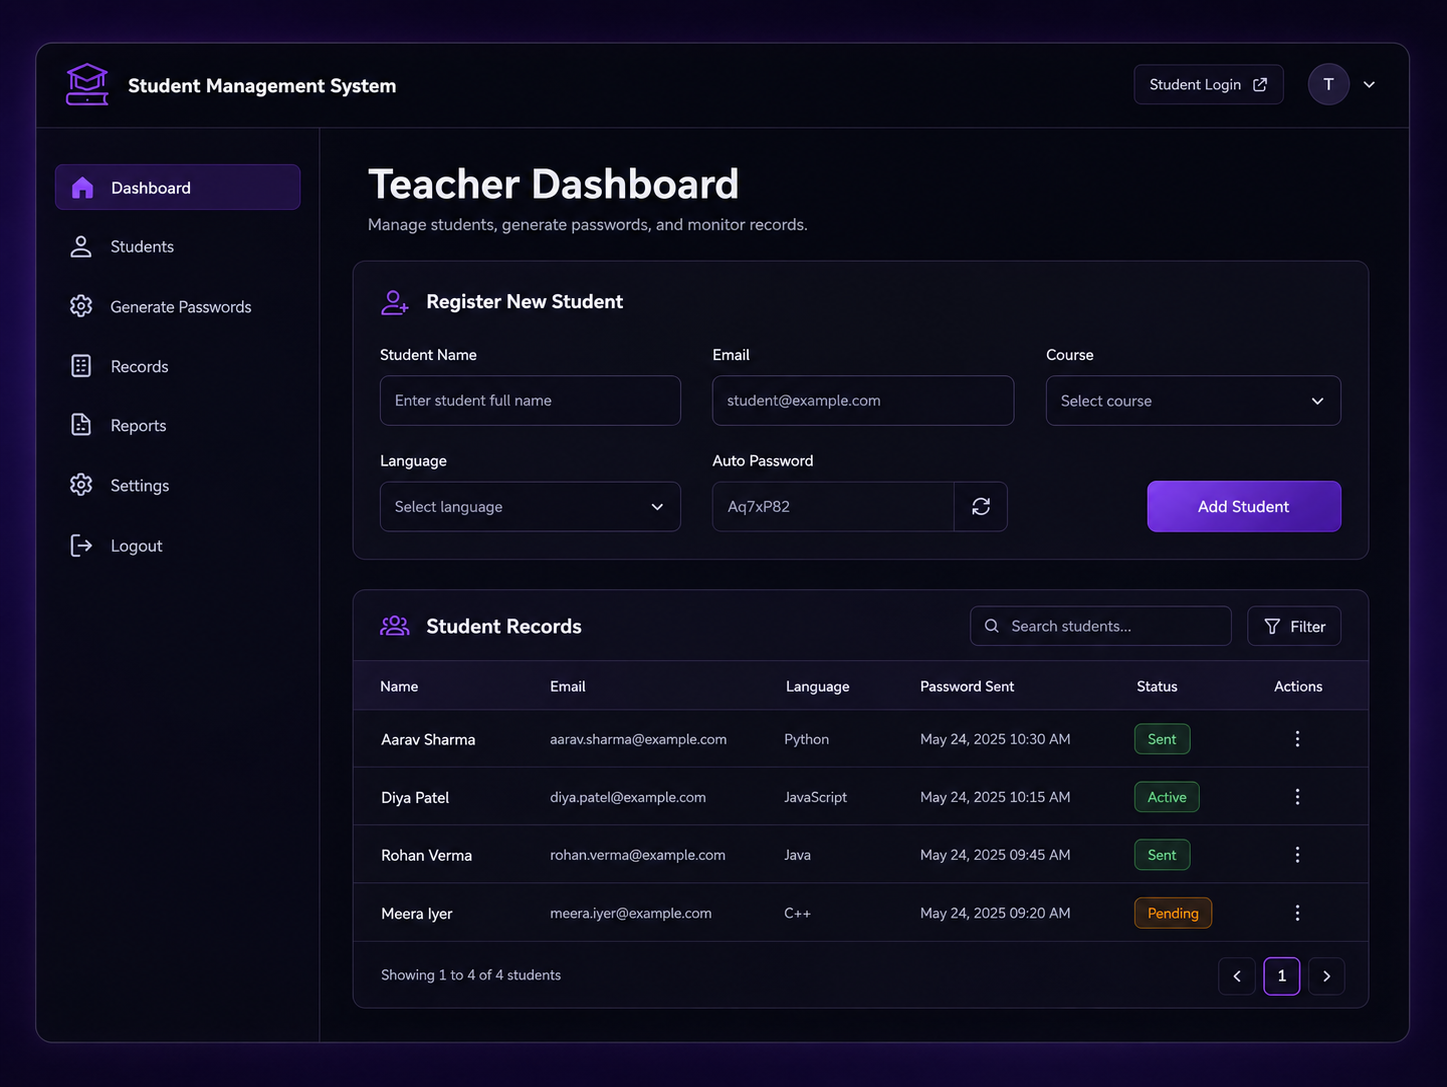 Student Management System
Student Login
T
Dashboard
Students
Generate Passwords
Records
Reports
Settings
Logout
Teacher Dashboard
Manage students, generate passwords, and monitor records.
Register New Student
Student Name
Email
Course
Enter student full name
student@example.com
Select course
Language
Auto Password
Select language
Aq7xP82
Add Student
Student Records
Search students...
Filter
Name Email Language Password Sent Status Actions
Aarav Sharma aarav.sharma@example.com Python May 24, 2025 10:30 AM Sent
Diya Patel diya.patel@example.com JavaScript May 24, 2025 10:15 AM Active
Rohan Verma rohan.verma@example.com Java May 24, 2025 09:45 AM Sent
Meera Iyer meera.iyer@example.com C++ May 24, 2025 09:20 AM Pending
Showing 1 to 4 of 4 students
1